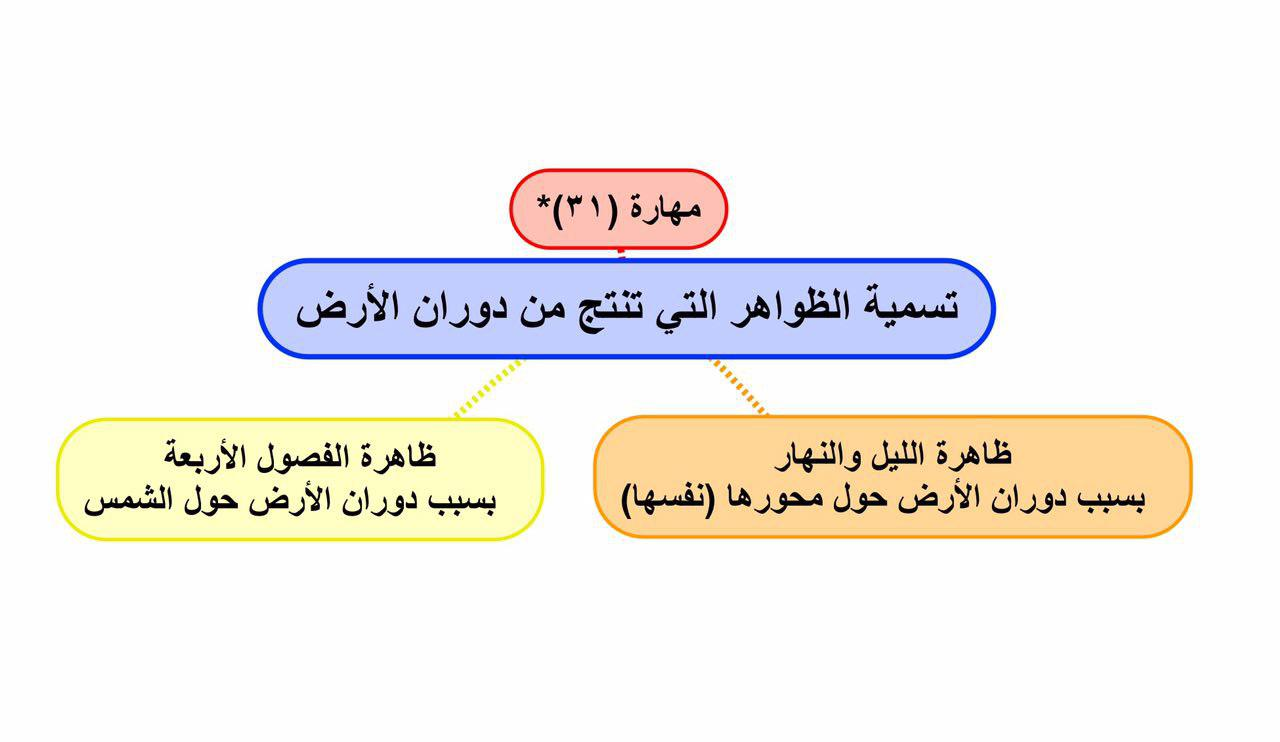 مهارة (٣١)*
تسمية الظواهر التي تنتج من دوران الأرض
ظاهرة الليل والنهار
بسبب دوران الأرض حول محورها (نفسها)
ظاهرة الفصول الأربعة
بسبب دوران الأرض حول الشمس